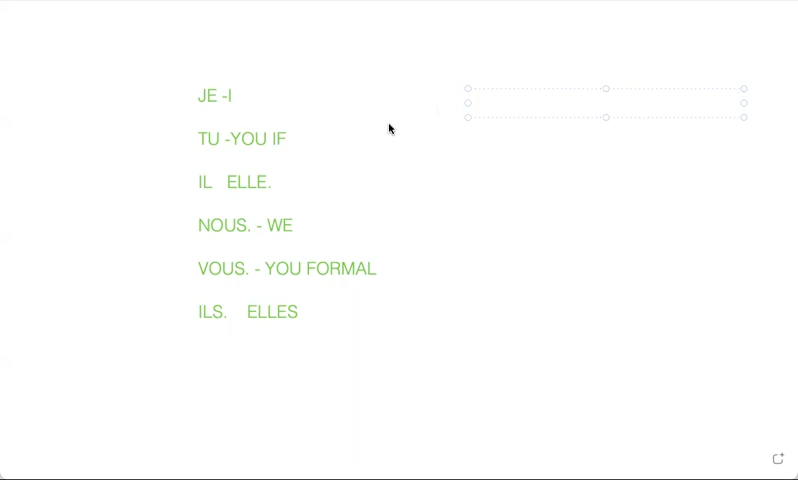 JE -I
TU -YOU IF
IL ELLE.
NOUS. - WE
VOUS. - YOU FORMAL
ILS. ELLES